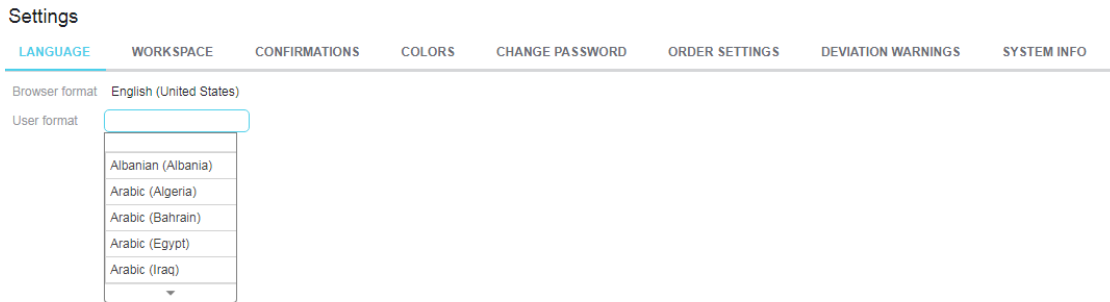 Settings
LANGUAGE WORKSPACE CONFIRMATIONS COLORS CHANGE PASSWORD ORDER SETTINGS DEVIATION WARNINGS SYSTEM INFO
Browser format English (United States)
User format
Albanian (Albania)
Arabic (Algeria)
Arabic (Bahrain)
Arabic (Egypt)
Arabic (Iraq)